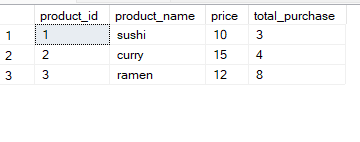 product_id product_name price total_purchase
1 1 sushi 10 3
2 2 curry 15 4
3 3 ramen 12 8